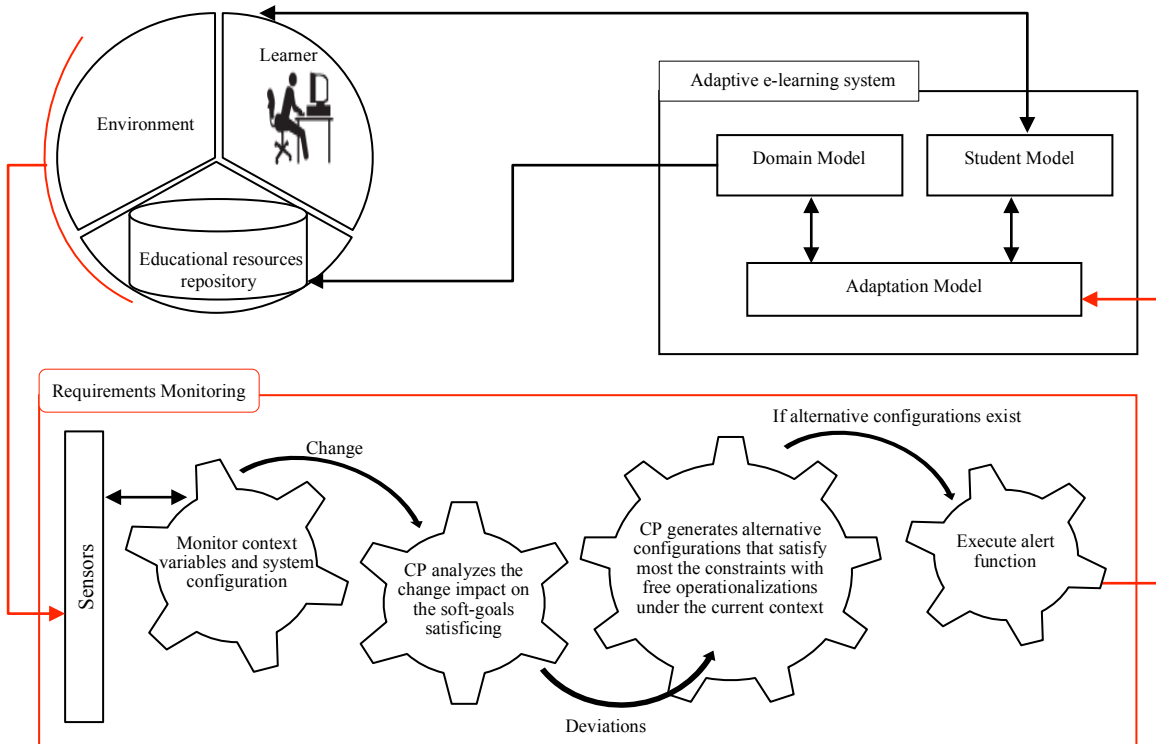 Learner
Environment
Educational resources
repository
Adaptive e-learning system
Domain Model
Student Model
Adaptation Model
Requirements Monitoring
Sensors
Change
Monitor context
variables and system
configuration
CP analyzes the
change impact on
the soft-goals
satisficing
Deviations
CP generates alternative
configurations that satisfy
most the constraints with
free operationalizations
under the current context
If alternative configurations exist
Execute alert
function